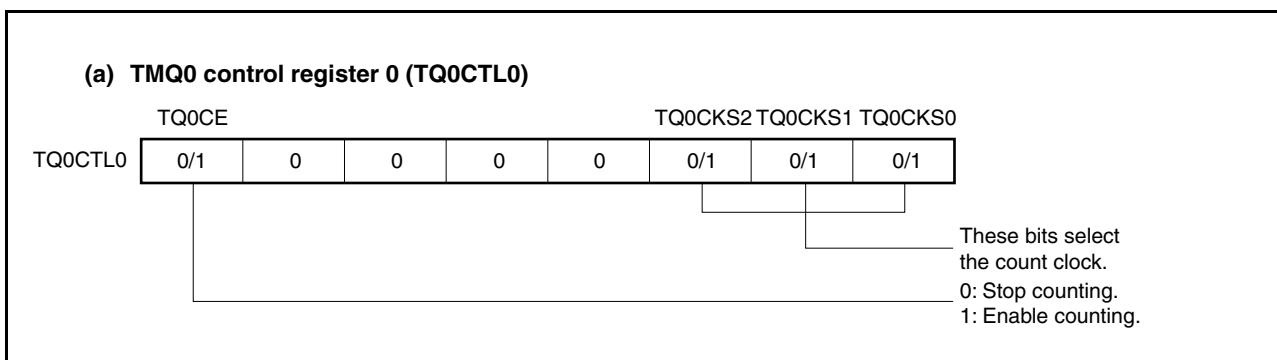 (a) TMQ0 control register 0 (TQ0CTL0)
TQ0CE TQ0CKS2 TQ0CKS1 TQ0CKS0
TQ0CTL0 0/1 0 0 0 0 0/1 0/1 0/1
These bits select
the count clock.
0: Stop counting.
1: Enable counting.